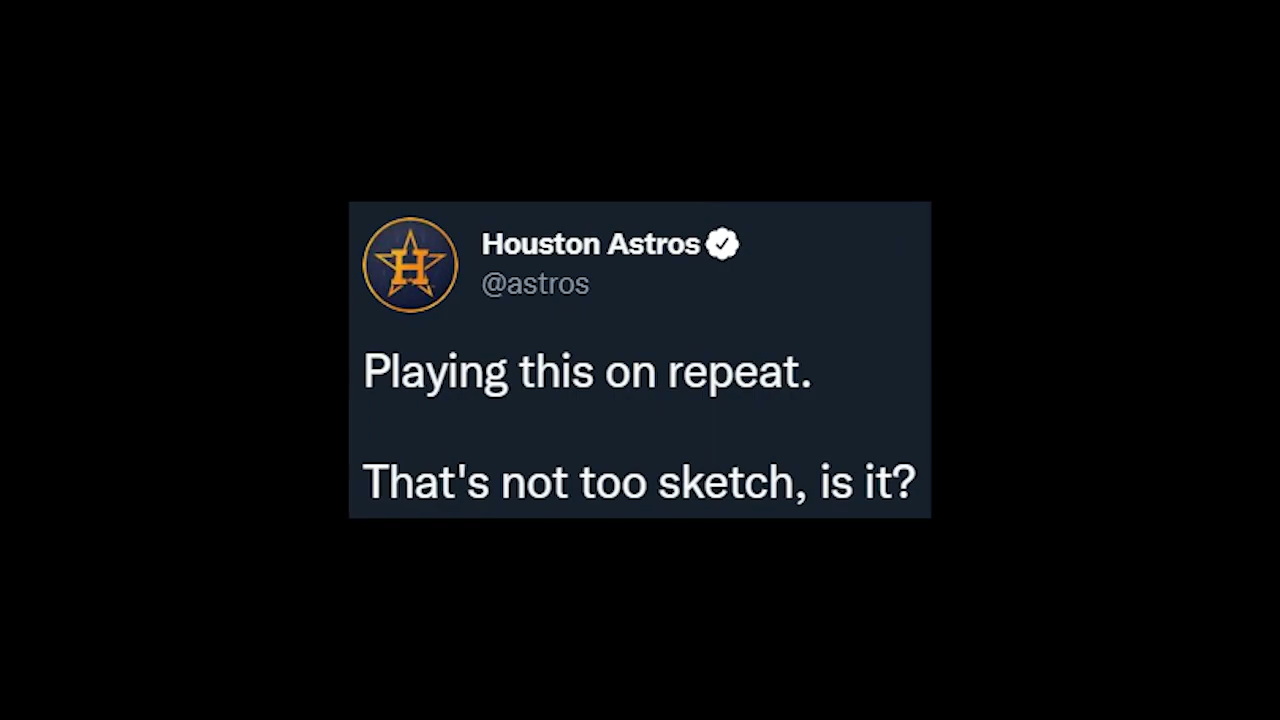 Houston Astros
@astros
Playing this on repeat.
That's not too sketch, is it?